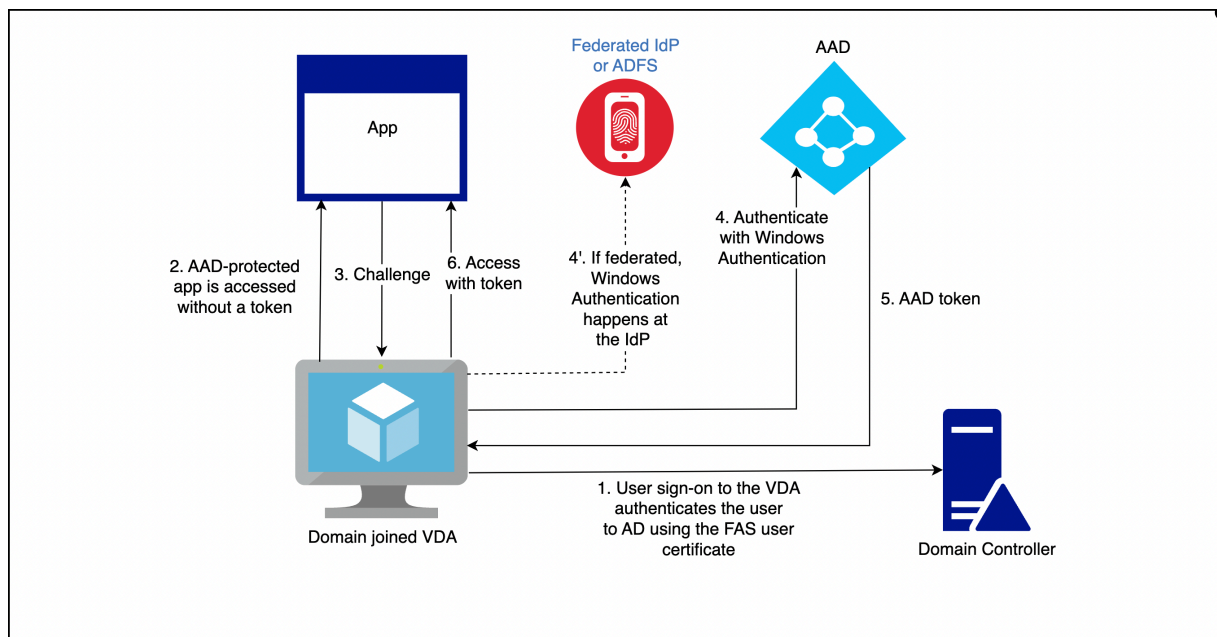 Federated IdP
or ADFS
AAD
App
2. AAD-protected
app is accessed
without a token
3. Challenge
6. Access
with token
4'. If federated,
Windows
Authentication
happens at
the IdP
4. Authenticate
with Windows
Authentication
5. AAD token
1. User sign-on to the VDA
authenticates the user
to AD using the FAS user
certificate
Domain joined VDA
Domain Controller